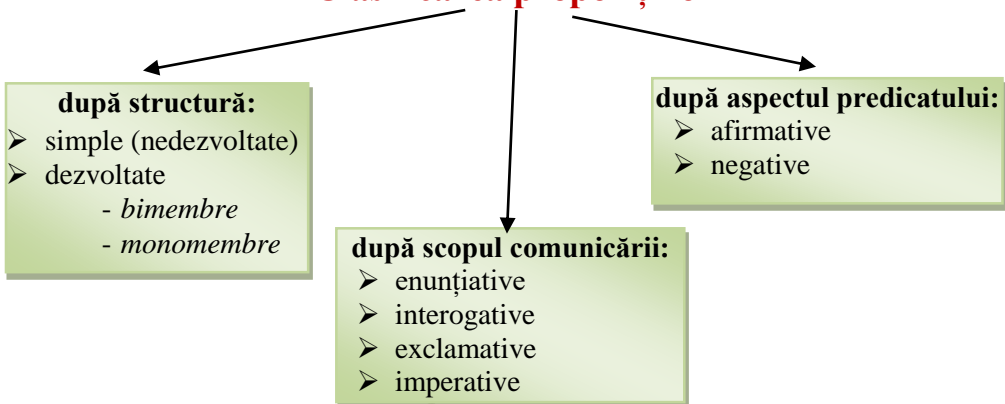 după structură:
➢ simple (nedezvoltate)
➢ dezvoltate
- bimembre
- monomembre
după scopul comunicării:
➢ enunțiative
➢ interogative
➢ exclamative
➢ imperative
după aspectul predicatului:
➢ afirmative
➢ negative